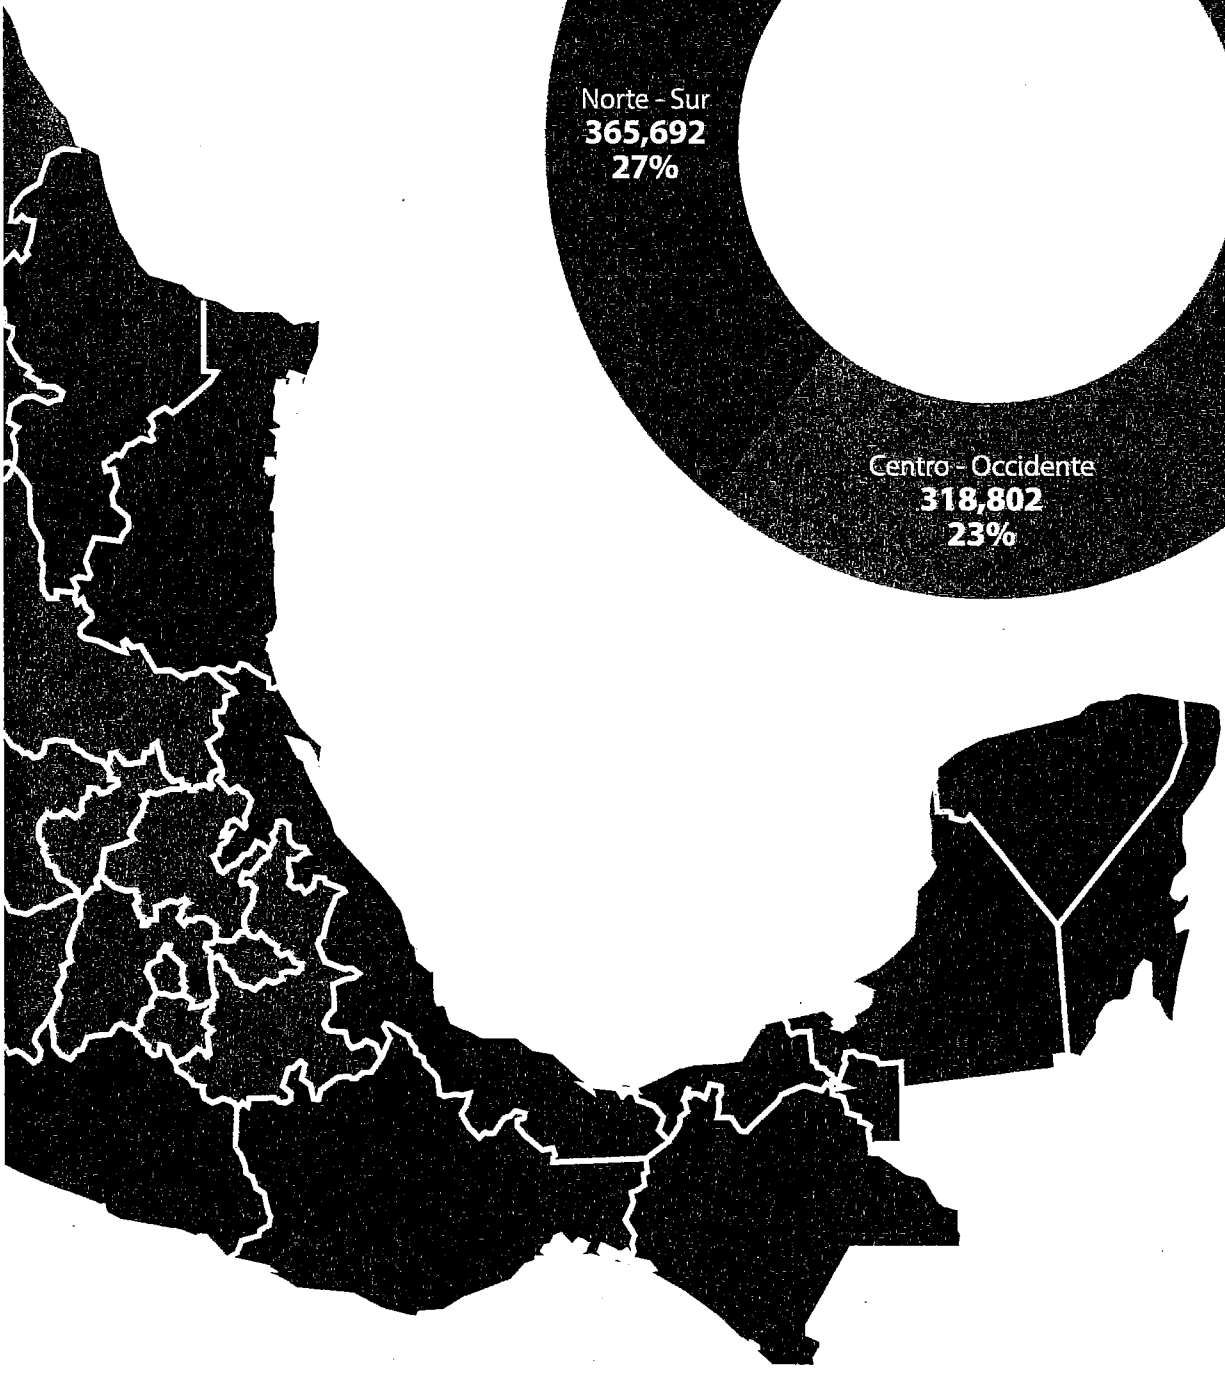 Norte - Sur
365,692
27%
Centro - Occidente
318,802
23%